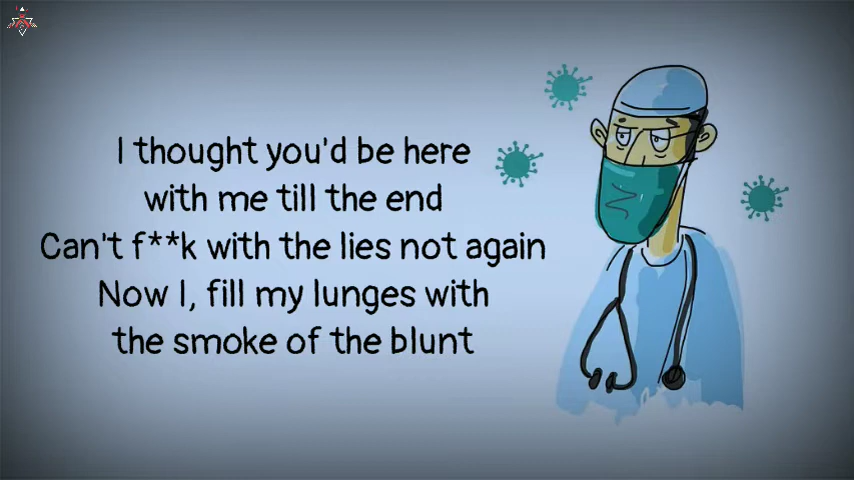 I thought you'd be here
with me till the end
Can't f**k with the lies not again
Now I, fill my lunges with
the smoke of the blunt